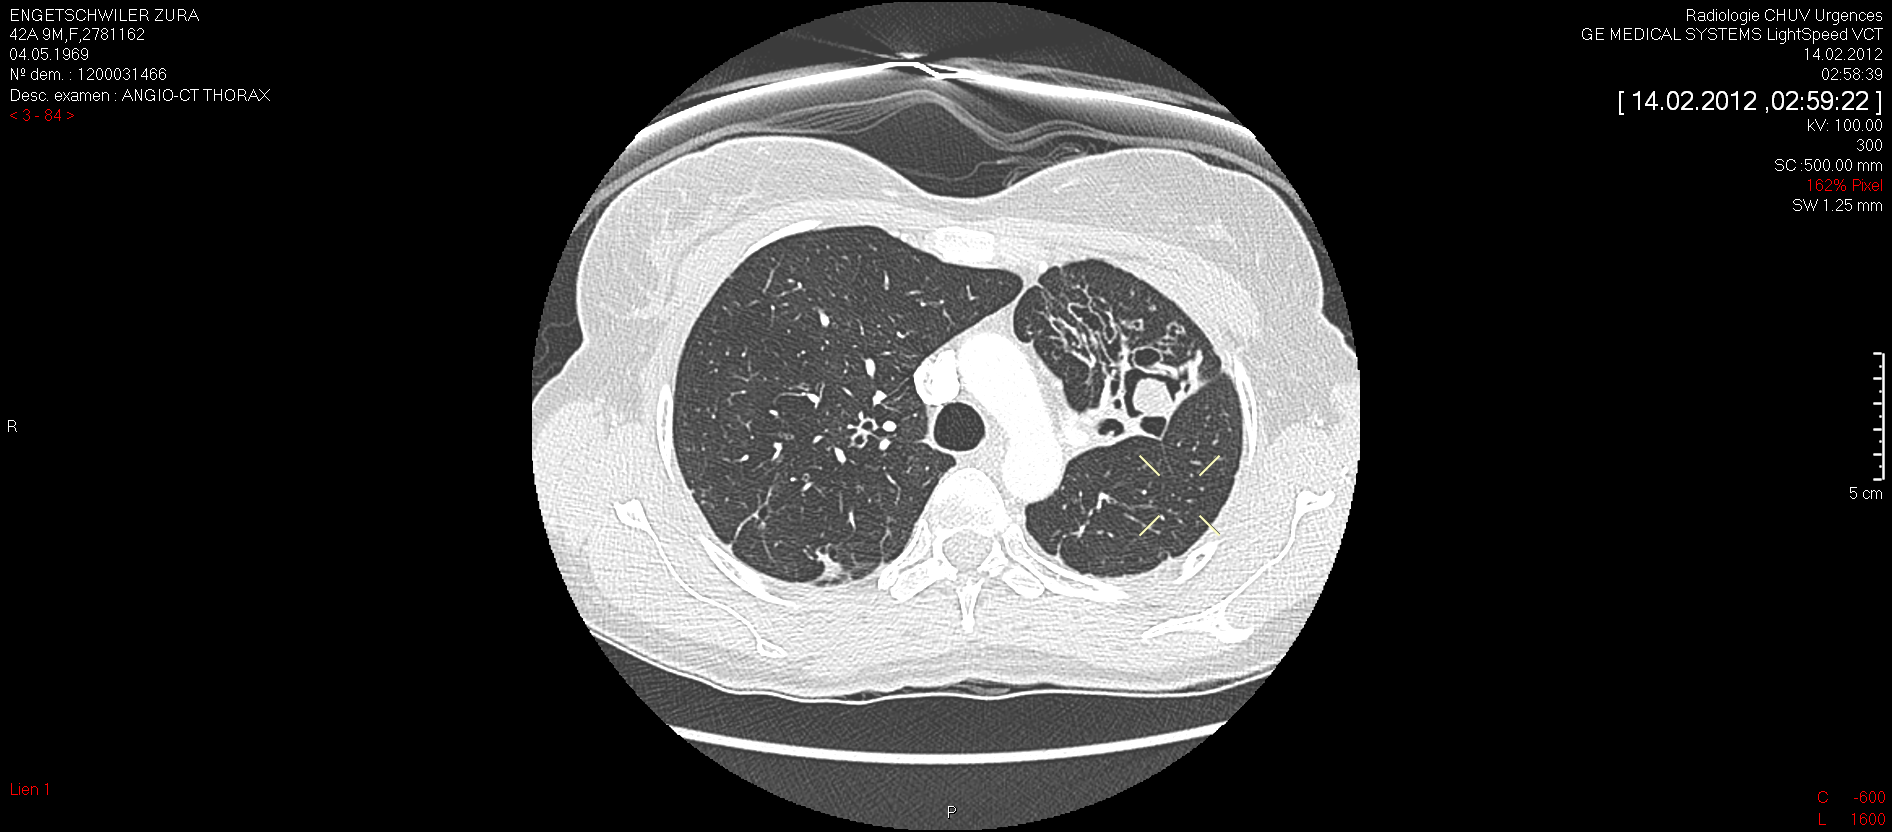 ENGETSCHWILER ZURA
42A 9M,F,2781162
04.05.1969
Nº dem. : 1200031466
Desc. examen : ANGIO-CT THORAX
< 3 - 84 >
Radiologie CHUV Urgences
GE MEDICAL SYSTEMS LightSpeed VCT
14.02.2012
02:58:39
[ 14.02.2012 ,02:59:22 ]
kV: 100.00
300
SC :500.00 mm
162% Pixel
SW 1.25 mm
R
5 cm
Lien 1
P
C -600
L 1600